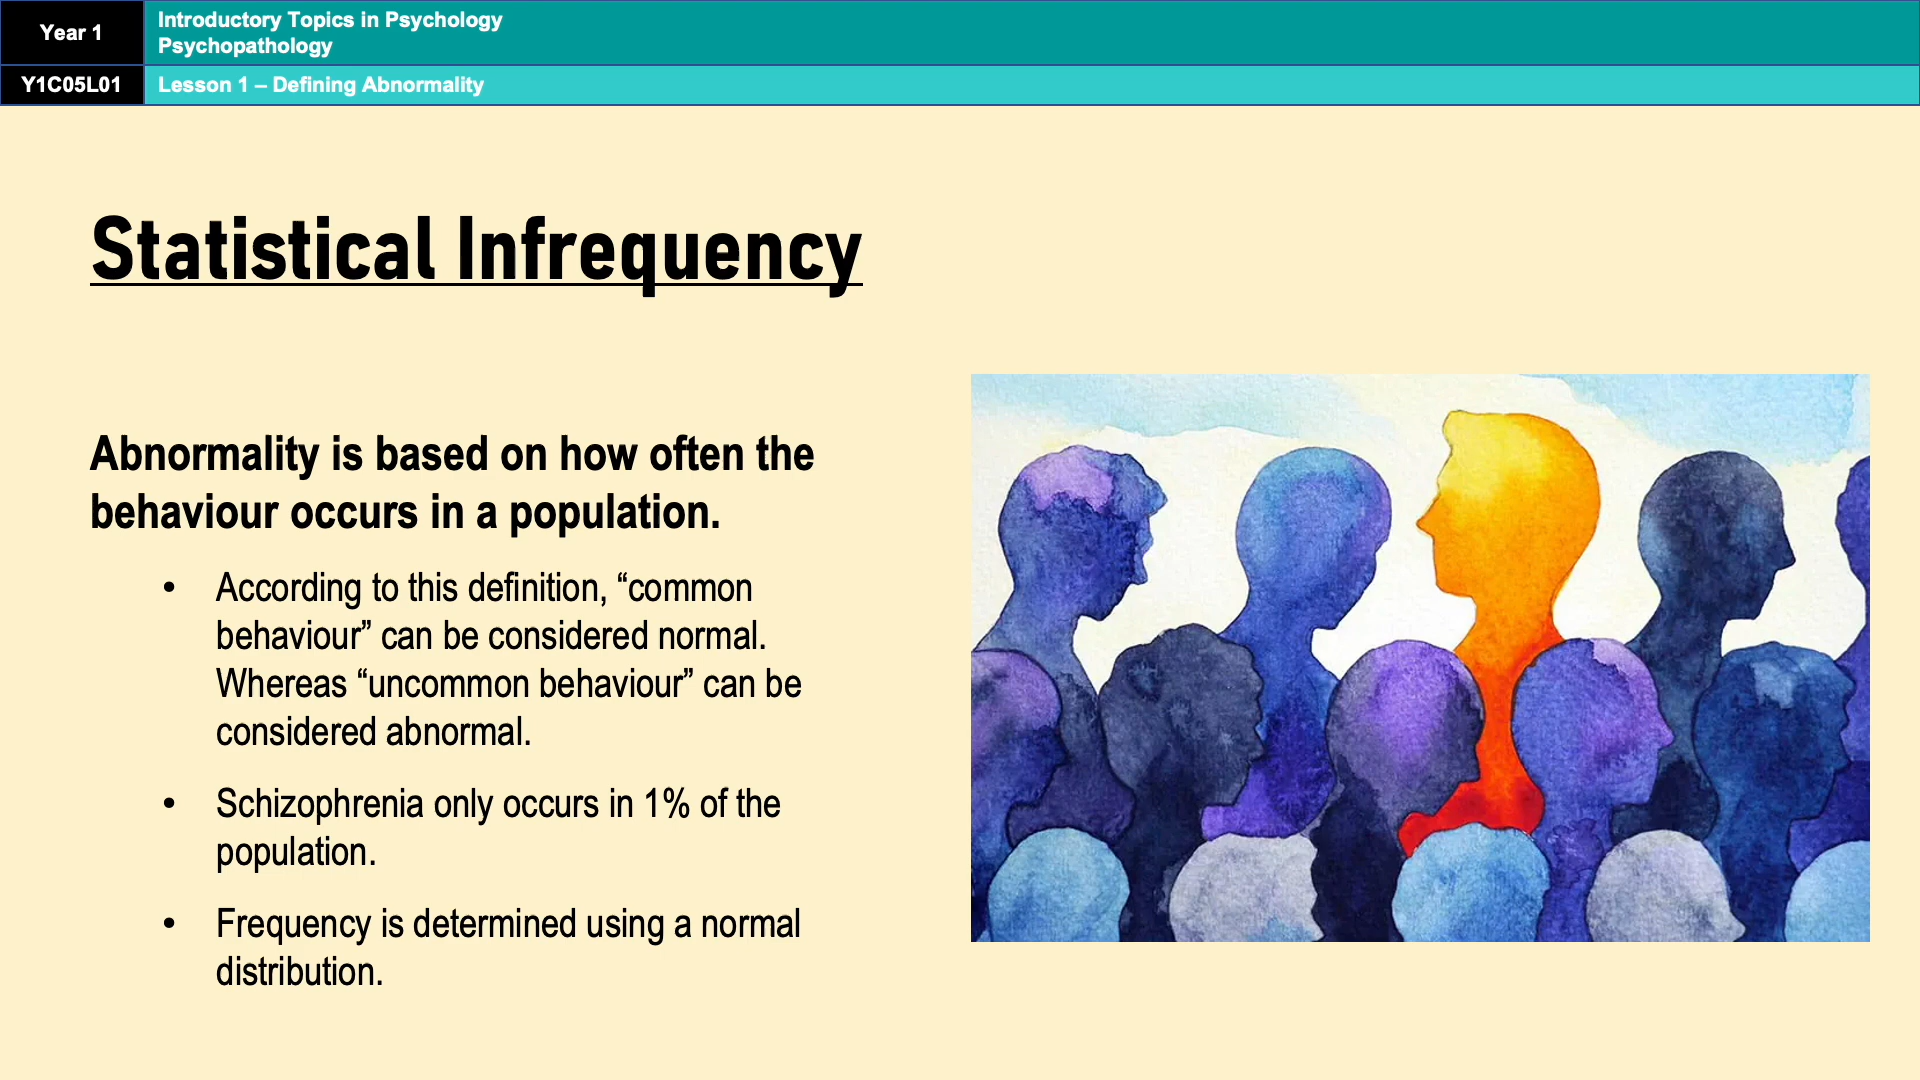 Year 1
Introductory Topics in Psychology
Psychopathology
Y1C05L01
Lesson 1 – Defining Abnormality
Statistical Infrequency
Abnormality is based on how often the
behaviour occurs in a population.
• According to this definition, “common
behaviour” can be considered normal.
Whereas “uncommon behaviour” can be
considered abnormal.
• Schizophrenia only occurs in 1% of the
population.
• Frequency is determined using a normal
distribution.